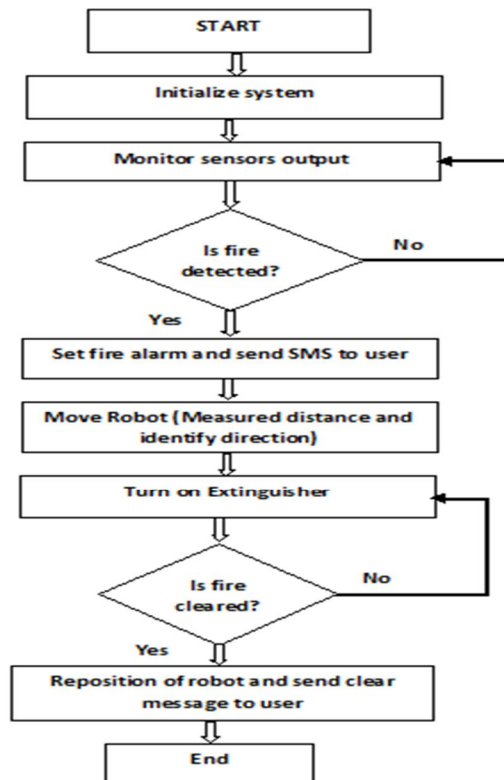 START
Initialize system
Monitor sensors output
Is fire
detected?
No
Yes
Set fire alarm and send SMS to user
Move Robot (Measured distance and
identify direction)
Turn on Extinguisher
Is fire
cleared?
No
Yes
Reposition of robot and send clear
message to user
End